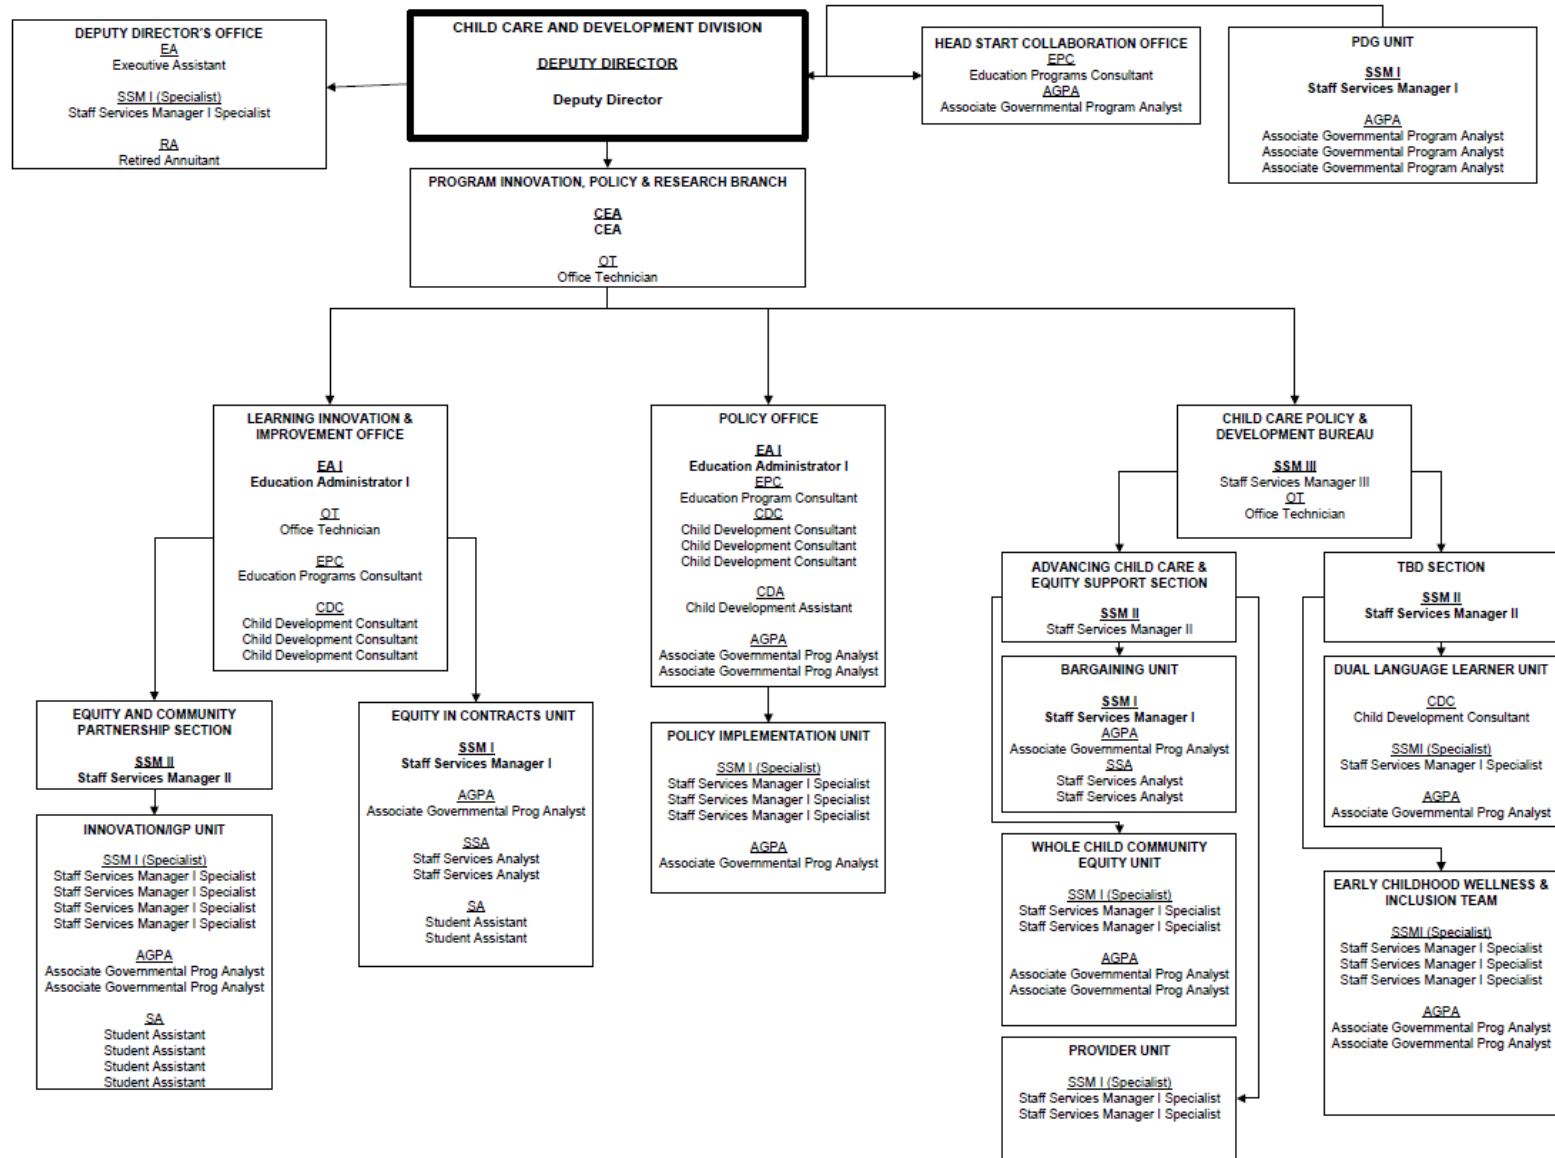 DEPUTY DIRECTOR'S OFFICE
EA
Executive Assistant
SSM I (Specialist)
Staff Services Manager I Specialist
RA
Retired Annuitant
CHILD CARE AND DEVELOPMENT DIVISION
DEPUTY DIRECTOR
Deputy Director
HEAD START COLLABORATION OFFICE
EPC
Education Programs Consultant
AGPA
Associate Governmental Program Analyst
PDG UNIT
SSM I
Staff Services Manager I
AGPA
Associate Governmental Program Analyst
Associate Governmental Program Analyst
Associate Governmental Program Analyst
PROGRAM INNOVATION, POLICY & RESEARCH BRANCH
CEA
CEA
OT
Office Technician
LEARNING INNOVATION &
IMPROVEMENT OFFICE
EA I
Education Administrator I
OT
Office Technician
EPC
Education Programs Consultant
CDC
Child Development Consultant
Child Development Consultant
Child Development Consultant
EQUITY AND COMMUNITY
PARTNERSHIP SECTION
SSM II
Staff Services Manager II
INNOVATION/IGP UNIT
SSM I (Specialist)
Staff Services Manager I Specialist
Staff Services Manager I Specialist
Staff Services Manager I Specialist
Staff Services Manager I Specialist
AGPA
Associate Governmental Prog Analyst
Associate Governmental Prog Analyst
SA
Student Assistant
Student Assistant
Student Assistant
Student Assistant
EQUITY IN CONTRACTS UNIT
SSM I
Staff Services Manager I
AGPA
Associate Governmental Prog Analyst
SSA
Staff Services Analyst
Staff Services Analyst
SA
Student Assistant
Student Assistant
POLICY OFFICE
EA I
Education Administrator I
EPC
Education Program Consultant
CDC
Child Development Consultant
Child Development Consultant
Child Development Consultant
CDA
Child Development Assistant
AGPA
Associate Governmental Prog Analyst
Associate Governmental Prog Analyst
POLICY IMPLEMENTATION UNIT
SSM I (Specialist)
Staff Services Manager I Specialist
Staff Services Manager I Specialist
Staff Services Manager I Specialist
AGPA
Associate Governmental Prog Analyst
CHILD CARE POLICY &
DEVELOPMENT BUREAU
SSM III
Staff Services Manager III
OT
Office Technician
ADVANCING CHILD CARE &
EQUITY SUPPORT SECTION
SSM II
Staff Services Manager II
BARGAINING UNIT
SSM I
Staff Services Manager I
AGPA
Associate Governmental Prog Analyst
SSA
Staff Services Analyst
Staff Services Analyst
WHOLE CHILD COMMUNITY
EQUITY UNIT
SSM I (Specialist)
Staff Services Manager I Specialist
Staff Services Manager I Specialist
AGPA
Associate Governmental Prog Analyst
Associate Governmental Prog Analyst
PROVIDER UNIT
SSM I (Specialist)
Staff Services Manager I Specialist
Staff Services Manager I Specialist
TBD SECTION
SSM II
Staff Services Manager II
DUAL LANGUAGE LEARNER UNIT
CDC
Child Development Consultant
SSMI (Specialist)
Staff Services Manager I Specialist
AGPA
Associate Governmental Prog Analyst
EARLY CHILDHOOD WELLNESS &
INCLUSION TEAM
SSMI (Specialist)
Staff Services Manager I Specialist
Staff Services Manager I Specialist
Staff Services Manager I Specialist
AGPA
Associate Governmental Prog Analyst
Associate Governmental Prog Analyst